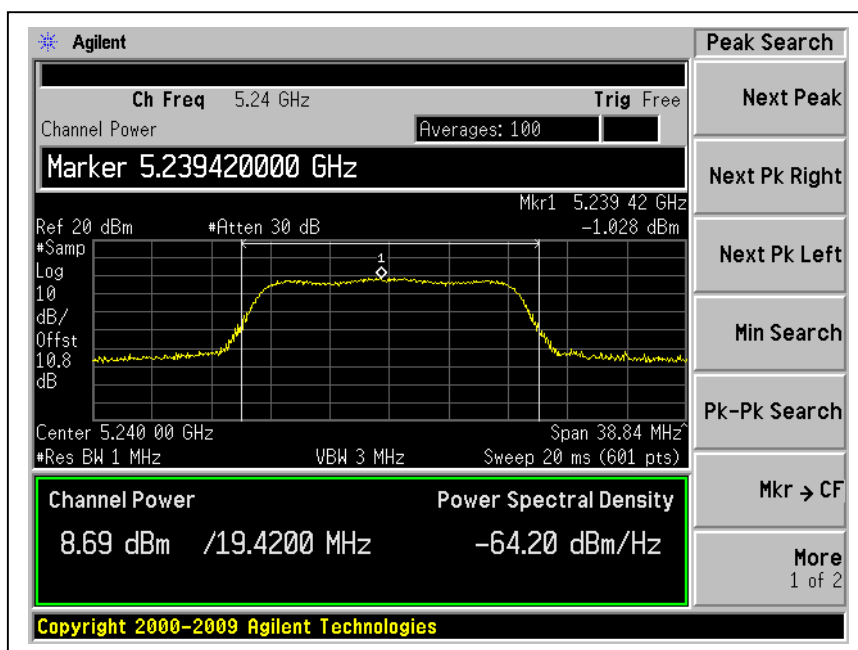 Agilent
Peak Search
Ch Freq 5.24 GHz Trig Free
Channel Power Averages: 100
Marker 5.239420000 GHz
Mkr1 5.239 42 GHz
Ref 20 dBm #Atten 30 dB −1.028 dBm
#Samp
Log
10
dB/
Offst
10.8
dB
1
Center 5.240 00 GHz Span 38.84 MHz^
#Res BW 1 MHz VBW 3 MHz Sweep 20 ms (601 pts)
Channel Power Power Spectral Density
8.69 dBm /19.4200 MHz −64.20 dBm/Hz
Copyright 2000-2009 Agilent Technologies
Next Peak
Next Pk Right
Next Pk Left
Min Search
Pk-Pk Search
Mkr → CF
More
1 of 2